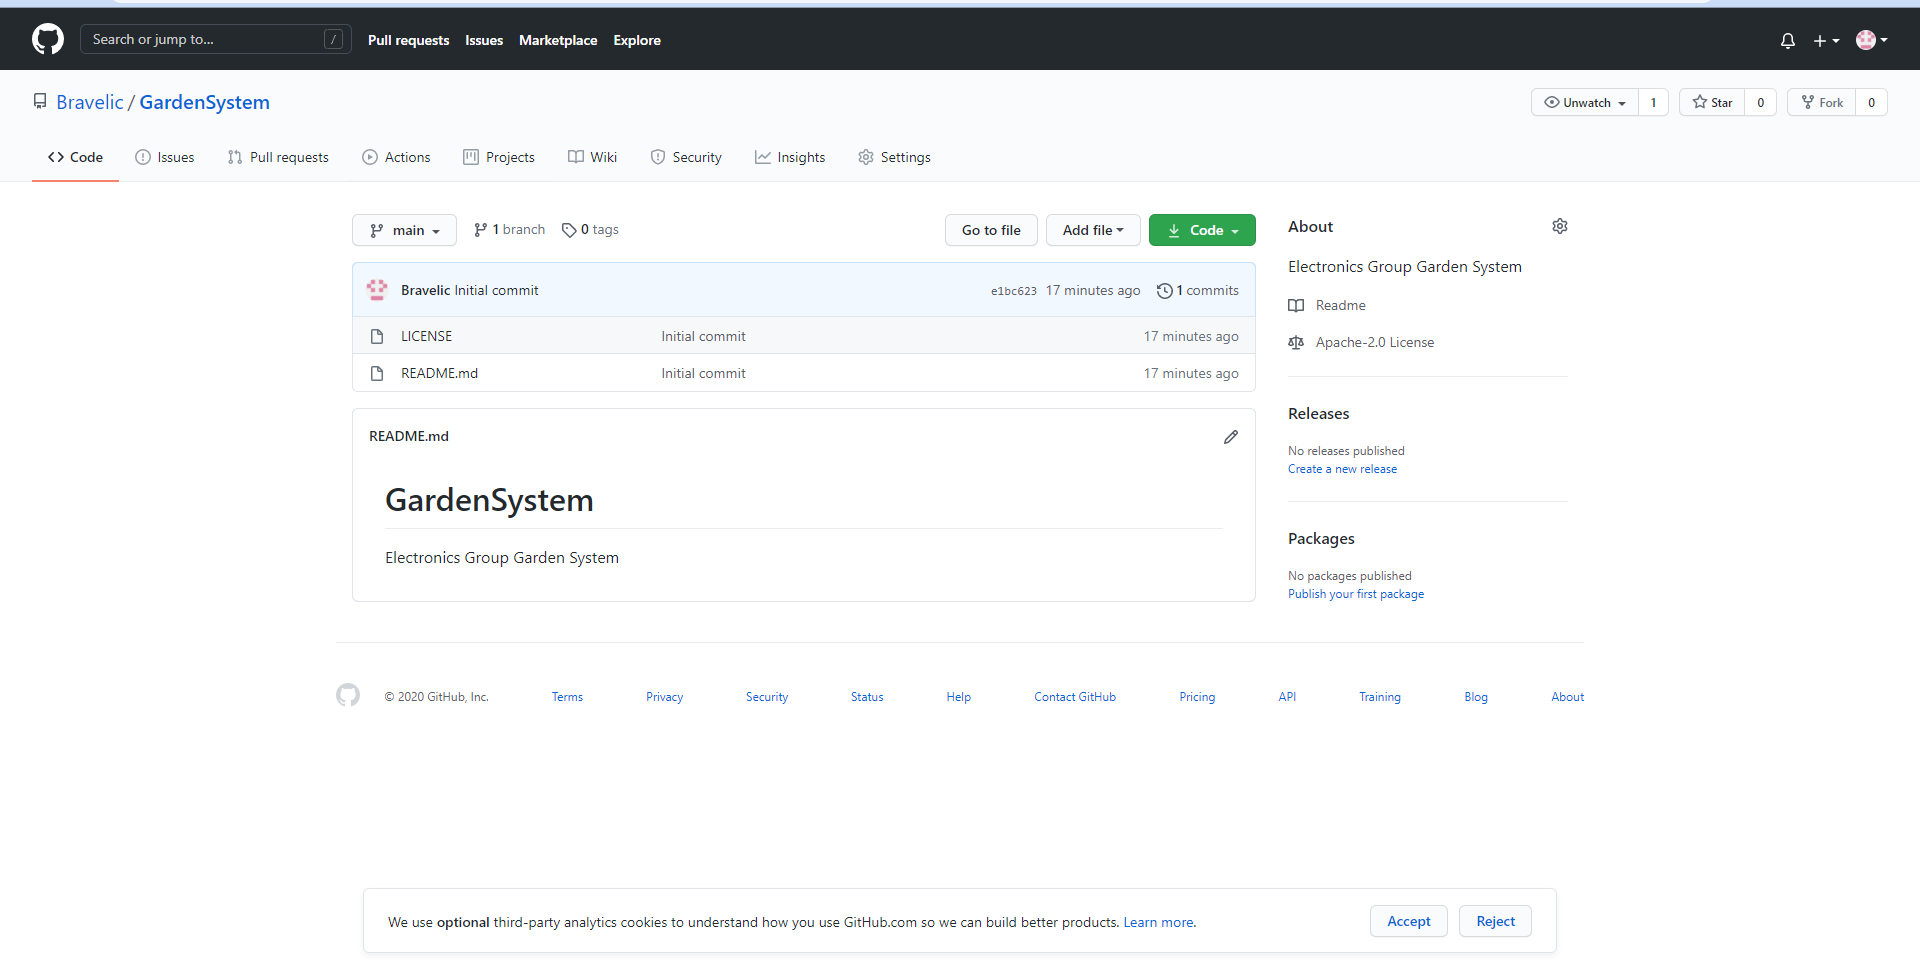 Search or jump to... /
Pull requests Issues Marketplace Explore
Bravelic / GardenSystem
Unwatch 1 Star 0 Fork 0
Code Issues Pull requests Actions Projects Wiki Security Insights Settings
main 1 branch 0 tags Go to file Add file Code
Bravelic Initial commit e1bc623 17 minutes ago 1 commits
LICENSE Initial commit 17 minutes ago
README.md Initial commit 17 minutes ago
README.md
GardenSystem
Electronics Group Garden System
About
Electronics Group Garden System
Readme
Apache-2.0 License
Releases
No releases published
Create a new release
Packages
No packages published
Publish your first package
© 2020 GitHub, Inc. Terms Privacy Security Status Help Contact GitHub Pricing API Training Blog About
We use optional third-party analytics cookies to understand how you use GitHub.com so we can build better products. Learn more.
Accept Reject